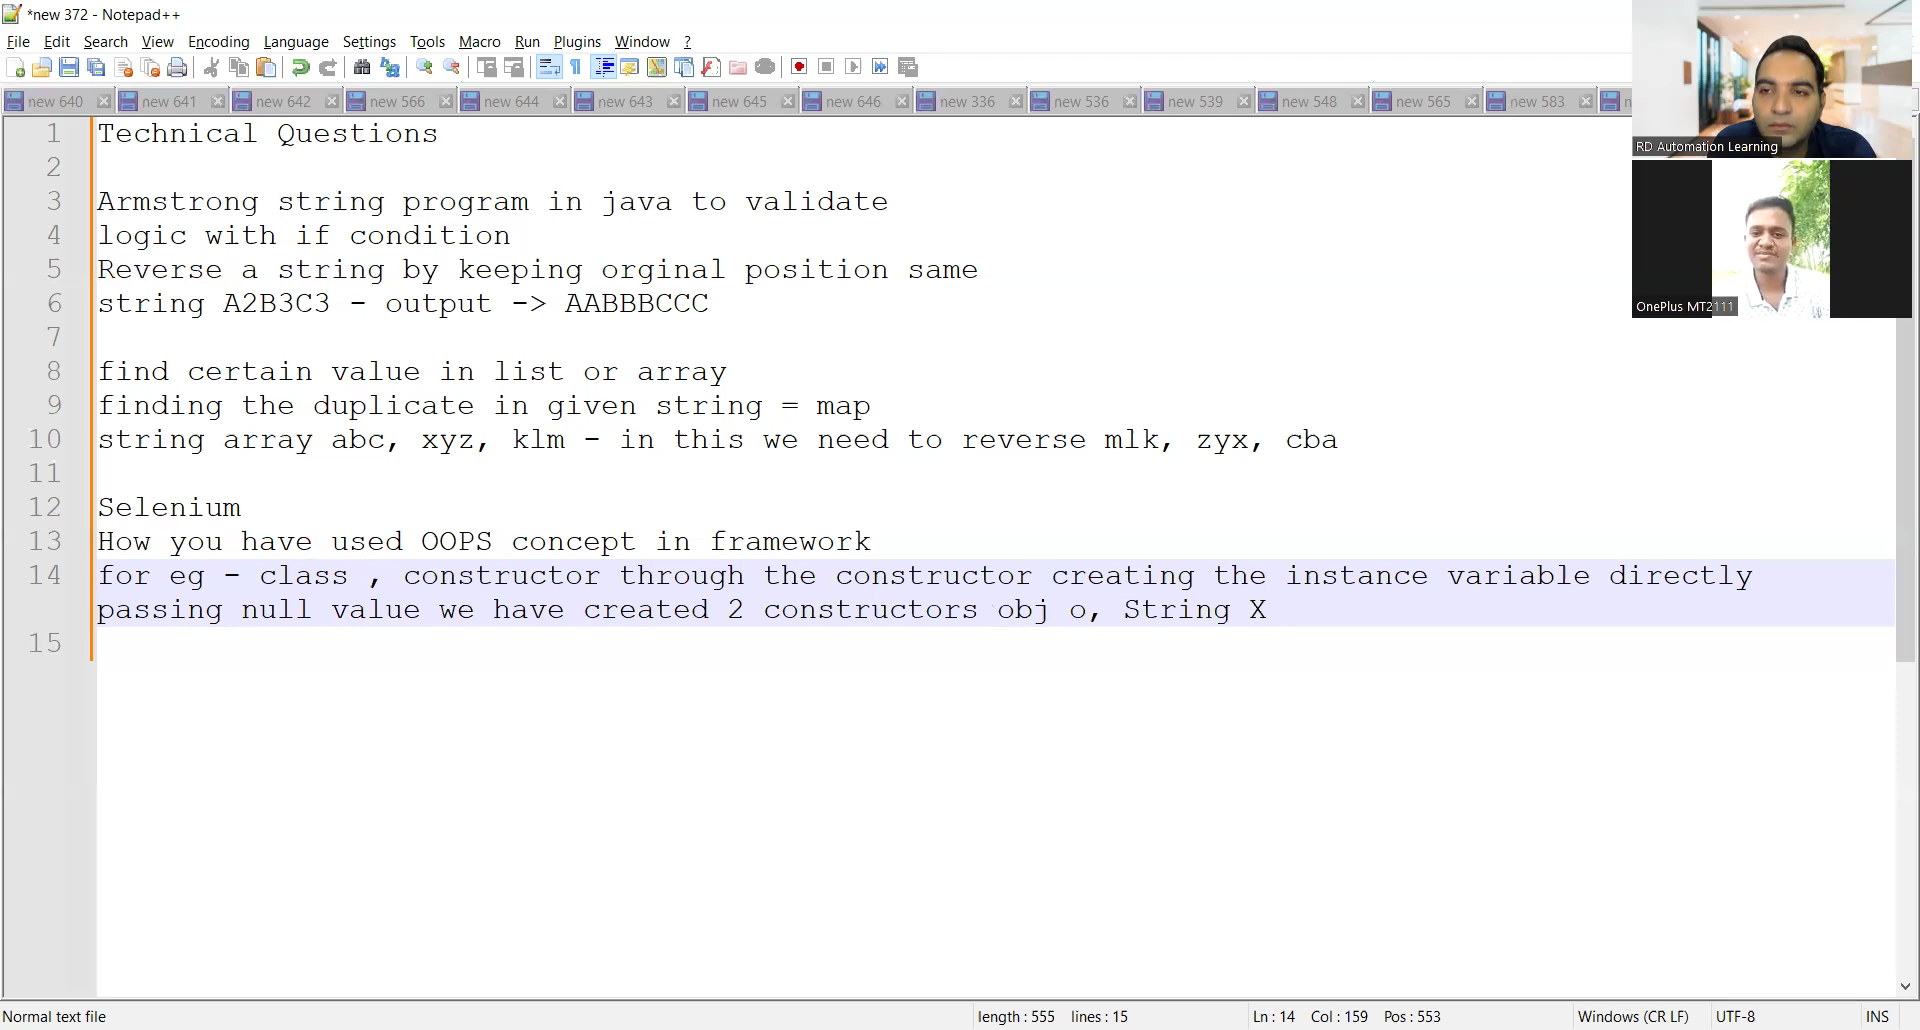 *new 372 - Notepad++
File Edit Search View Encoding Language Settings Tools Macro Run Plugins Window ?
new 640 new 641 new 642 new 566 new 644 new 643 new 645 new 646 new 336 new 536 new 539 new 548 new 565 new 583
1 Technical Questions
2
3 Armstrong string program in java to validate
4 logic with if condition
5 Reverse a string by keeping orginal position same
6 string A2B3C3 - output -> AABBBCCC
7
8 find certain value in list or array
9 finding the duplicate in given string = map
10 string array abc, xyz, klm - in this we need to reverse mlk, zyx, cba
11
12 Selenium
13 How you have used OOPS concept in framework
14 for eg - class , constructor through the constructor creating the instance variable directly
passing null value we have created 2 constructors obj o, String X
15
RD Automation Learning
OnePlus MT2111
Normal text file length : 555 lines : 15 Ln : 14 Col : 159 Pos : 553 Windows (CR LF) UTF-8 INS